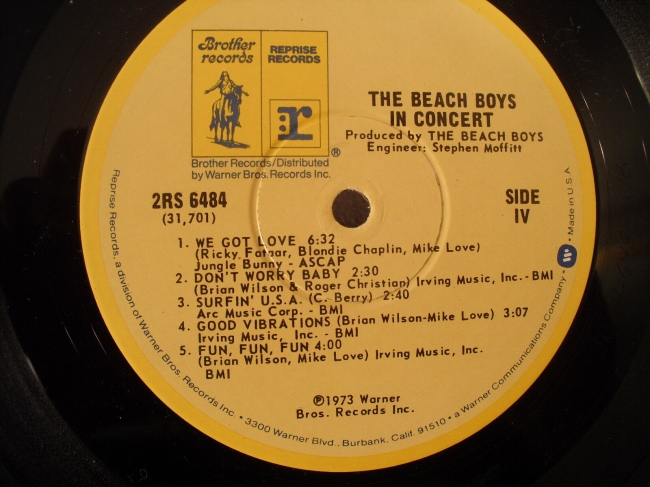 Brother
records
REPRISE
RECORDS
r
Brother Records/Distributed
by Warner Bros. Records Inc.
®
THE BEACH BOYS
IN CONCERT
Produced by THE BEACH BOYS
Engineer: Stephen Moffitt
2RS 6484
(31,701)
SIDE
IV
1. WE GOT LOVE 6:32
(Ricky Fataar, Blondie Chaplin, Mike Love)
Jungle Bunny - ASCAP
2. DON'T WORRY BABY 2:30
(Brian Wilson & Roger Christian) Irving Music, Inc. - BMI
3. SURFIN' U.S.A. (C. Berry) 2:40
Arc Music Corp. - BMI
4. GOOD VIBRATIONS (Brian Wilson-Mike Love) 3:07
Irving Music, Inc. - BMI
5. FUN, FUN, FUN 4:00
(Brian Wilson, Mike Love) Irving Music, Inc.
BMI
℗1973 Warner
Bros. Records Inc.
Reprise Records, a division of Warner Bros. Records Inc. • 3300 Warner Blvd., Burbank, Calif. 91510 • a Warner Communications Company • Made in U.S.A.